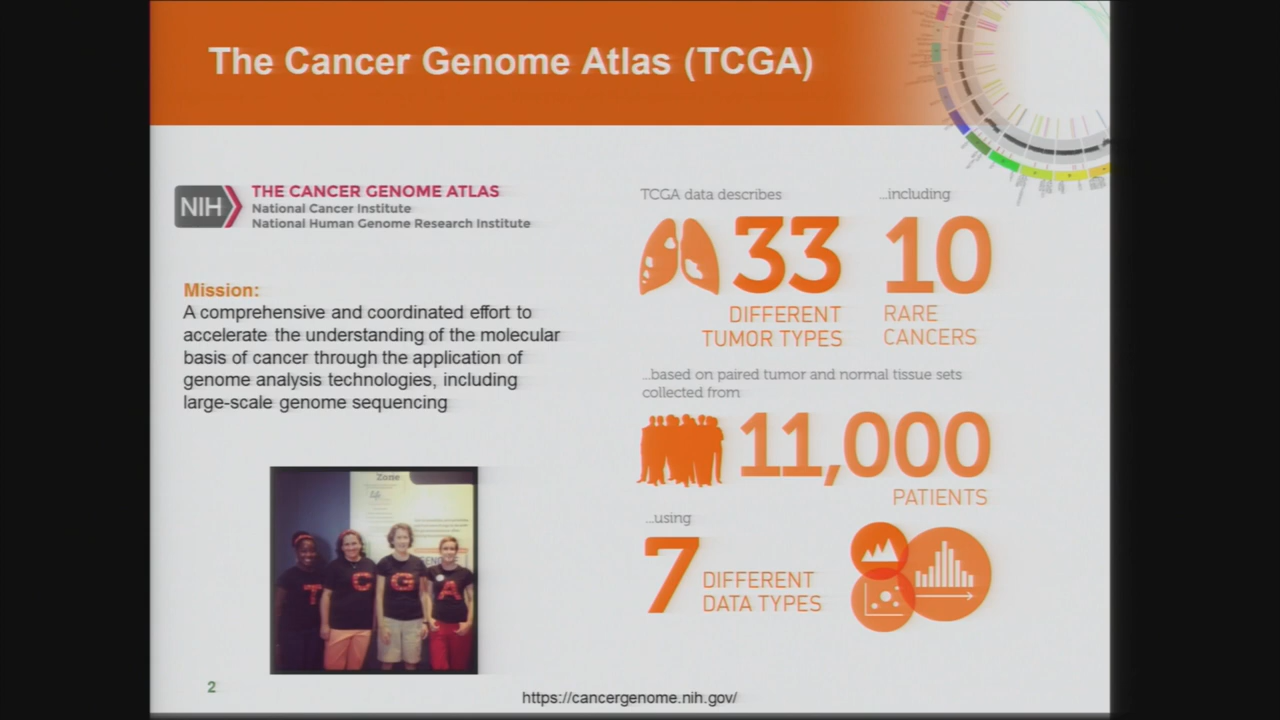 The Cancer Genome Atlas (TCGA)
NIH
THE CANCER GENOME ATLAS
National Cancer Institute
National Human Genome Research Institute
Mission:
A comprehensive and coordinated effort to
accelerate the understanding of the molecular
basis of cancer through the application of
genome analysis technologies, including
large-scale genome sequencing
Zone
T C G A
TCGA data describes
33
DIFFERENT
TUMOR TYPES
...including
10
RARE
CANCERS
...based on paired tumor and normal tissue sets
collected from
11,000
PATIENTS
...using
7
DIFFERENT
DATA TYPES
2
https://cancergenome.nih.gov/